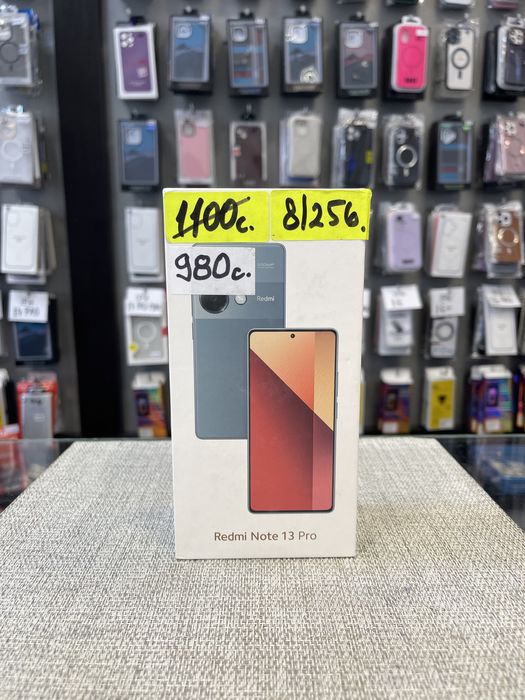 1100с. 8/256.
980с.
Redmi
Redmi Note 13 Pro